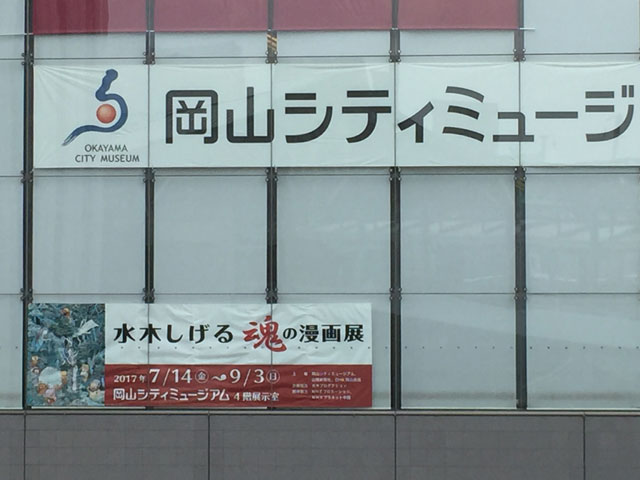 岡山シティミュージ
OKAYAMA
CITY MUSEUM
水木しげる 魂の漫画展
2017年 7/14㊎〜9/3㊐
岡山シティミュージアム 4階展示室